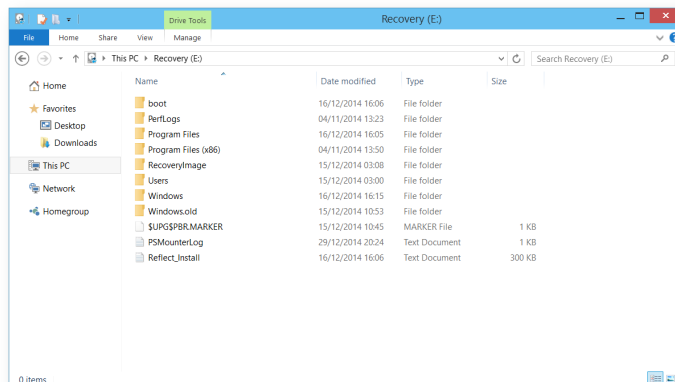 Drive Tools
Recovery (E:)
File Home Share View Manage
This PC Recovery (E:)
Search Recovery (E:)
Home
Favorites
Desktop
Downloads
This PC
Network
Homegroup
Name Date modified Type Size
boot 16/12/2014 16:06 File folder
PerfLogs 04/11/2014 13:23 File folder
Program Files 16/12/2014 16:05 File folder
Program Files (x86) 04/11/2014 13:50 File folder
RecoveryImage 15/12/2014 03:08 File folder
Users 15/12/2014 03:00 File folder
Windows 16/12/2014 16:15 File folder
Windows.old 15/12/2014 10:53 File folder
$UPG$PBR.MARKER 15/12/2014 10:45 MARKER File 1 KB
PSMounterLog 29/12/2014 20:24 Text Document 1 KB
Reflect_Install 16/12/2014 16:06 Text Document 300 KB
0 items